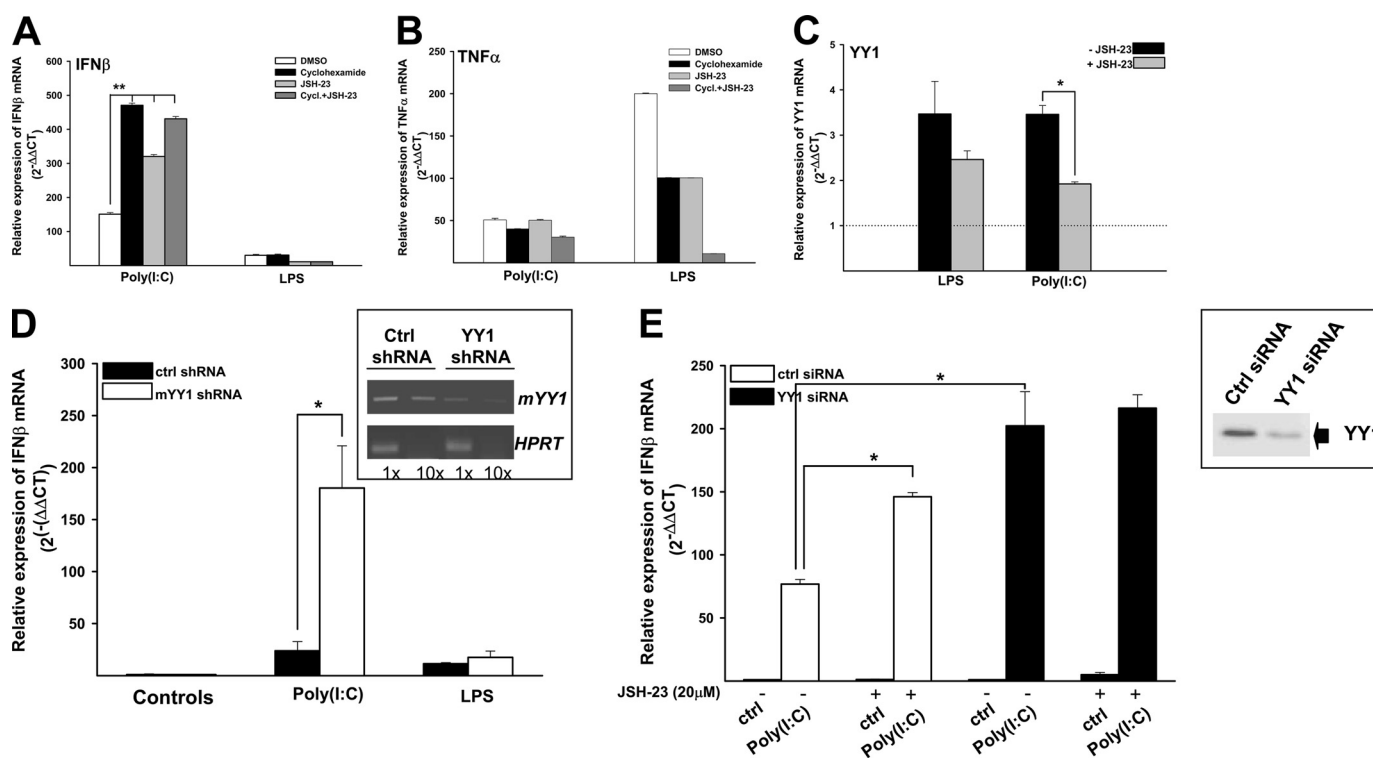 A
IFNβ
Relative expression of IFNβ mRNA
(2-ΔΔCT)
600
500
400
300
200
100
**
DMSO
Cyclohexamide
JSH-23
Cycl.+JSH-23
Poly(I:C)
LPS
B
TNFα
Relative expression of TNFα mRNA
(2-ΔΔCT)
250
200
150
100
50
DMSO
Cyclohexamide
JSH-23
Cycl.+JSH-23
Poly(I:C)
LPS
C
YY1
Relative expression of YY1 mRNA
(2-ΔΔCT)
5
4
3
2
1
- JSH-23
+ JSH-23
*
LPS
Poly(I:C)
D
Relative expression of IFNβ mRNA
(2(-(ΔΔCT)
300
250
200
150
100
50
ctrl shRNA
mYY1 shRNA
*
Ctrl YY1
shRNA shRNA
mYY1
HPRT
1x 10x 1x 10x
Controls
Poly(I:C)
LPS
E
Relative expression of IFNβ mRNA
(2-ΔΔCT)
250
200
150
100
50
ctrl siRNA
YY1 siRNA
*
*
JSH-23 (20μM) - - + + - - + +
ctrl Poly(I:C) ctrl Poly(I:C) ctrl Poly(I:C) ctrl Poly(I:C)
Ctrl siRNA
YY1 siRNA